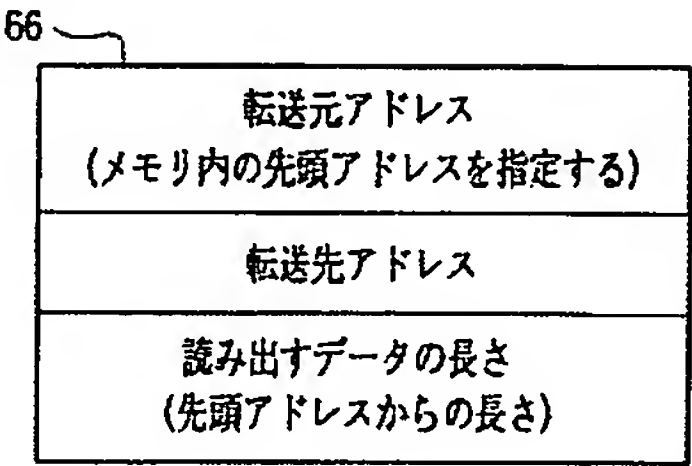 66
転送元アドレス
(メモリ内の先頭アドレスを指定する)
転送先アドレス
読み出すデータの長さ
(先頭アドレスからの長さ)